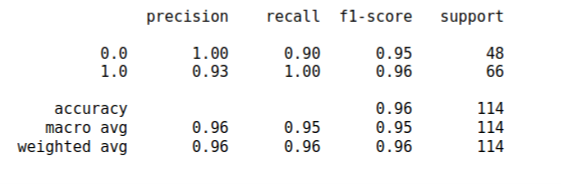 precision recall f1-score support
0.0 1.00 0.90 0.95 48
1.0 0.93 1.00 0.96 66
accuracy 0.96 114
macro avg 0.96 0.95 0.95 114
weighted avg 0.96 0.96 0.96 114